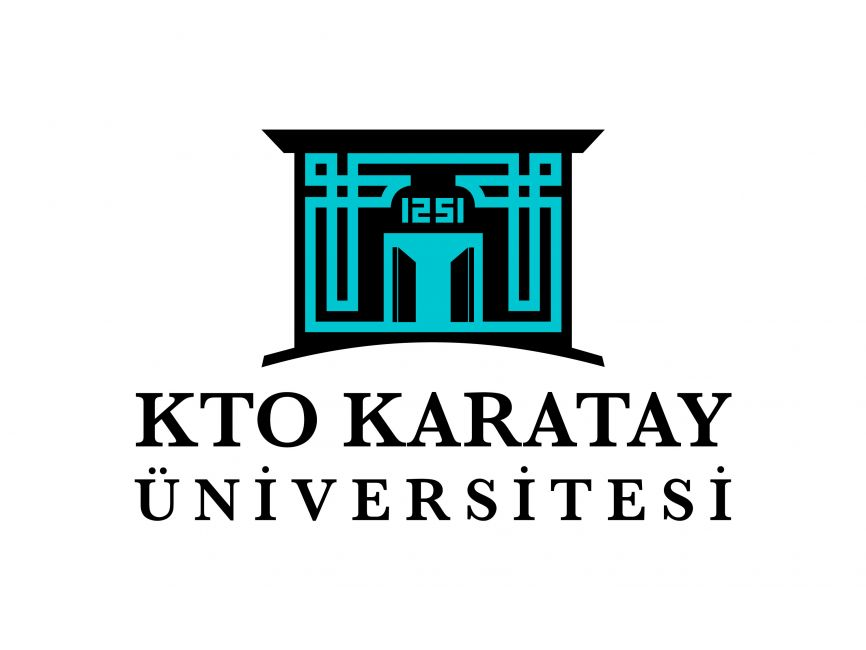 1251
KTO KARATAY
ÜNİVERSİTESİ